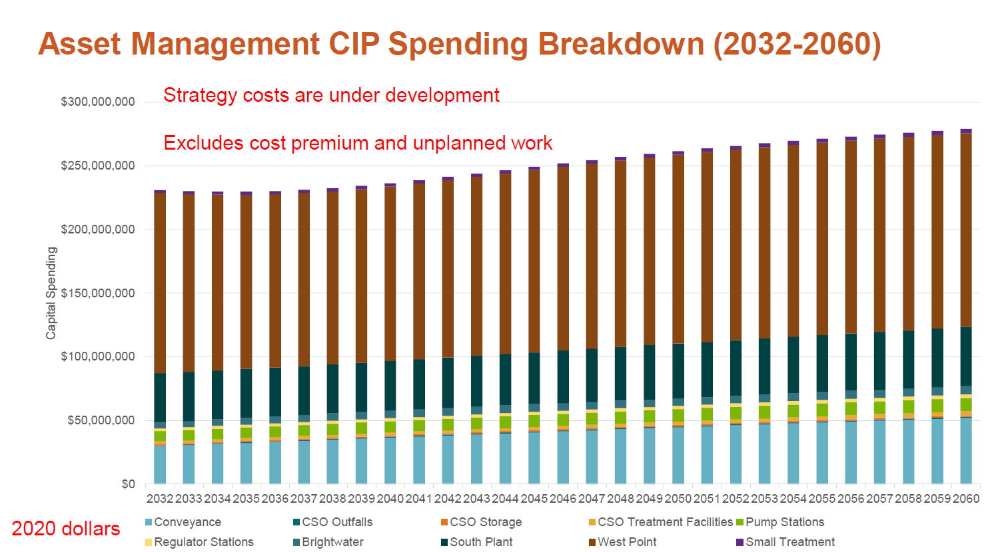 Asset Management CIP Spending Breakdown (2032-2060)
Strategy costs are under development
$300,000,000
Excludes cost premium and unplanned work
$250,000,000
$200,000,000
Capital Spending
$150,000,000
$100,000,000
$50,000,000
$0
2032 2033 2034 2035 2036 2037 2038 2039 2040 2041 2042 2043 2044 2045 2046 2047 2048 2049 2050 2051 2052 2053 2054 2055 2056 2057 2058 2059 2060
2020 dollars
Conveyance CSO Outfalls CSO Storage CSO Treatment Facilities Pump Stations
Regulator Stations Brightwater South Plant West Point Small Treatment